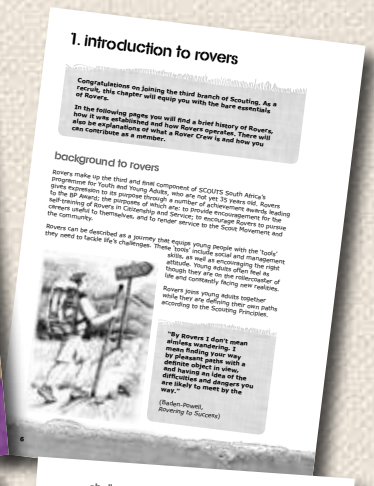 1. introduction to rovers
Congratulations on joining the third branch of Scouting. As a
recruit, this chapter will equip you with the bare essentials
of Rovers.
In the following pages you will find a brief history of Rovers,
how it was established and how Rovers operates. There will
also be explanations of what a Rover Crew is and how you
can contribute as a member.
background to rovers
Rovers make up the third and final component of SCOUTS South Africa's
Programme for Youth and Young Adults, who are not yet 35 years old. Rovers
gives expression to its purpose through a number of achievement awards leading
to the BP Award; the purposes of which are: to provide encouragement for the
self-training of Rovers in Citizenship and Service; to encourage Rovers to pursue
careers useful to themselves, and to render service to the Scout Movement and
the community.
Rovers can be described as a journey that equips young people with the 'tools'
they need to tackle life's challenges. These 'tools' include social and management
skills, as well as encouraging the right
attitude. Young adults often feel as
though they are on the rollercoaster of
life and constantly facing new realities.
Rovers joins young adults together
while they are defining their own paths
according to the Scouting Principles.
"By Rovers I don't mean
aimless wandering. I
mean finding your way
by pleasant paths with a
definite object in view,
and having an idea of the
difficulties and dangers you
are likely to meet by the
way."
(Baden-Powell,
Rovering to Success)
6